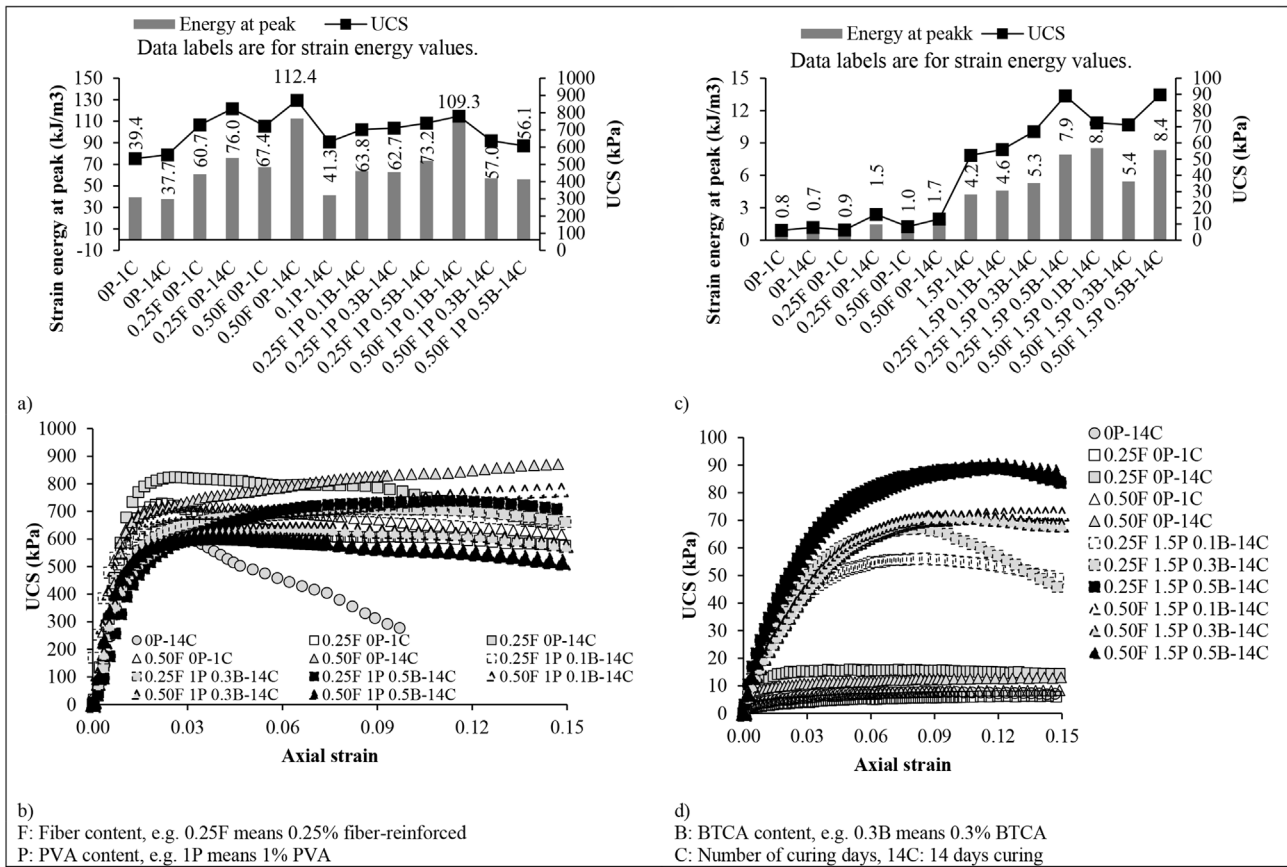 Energy at peak UCS
Data labels are for strain energy values.
Strain energy at peak (kJ/m3)
150
130
110
90
70
50
30
10
-10
39.4
37.7
60.7
76.0
67.4
112.4
41.3
63.8
62.7
73.2
109.3
57.0
56.1
1000
900
800
700
600
500
400
300
200
100
0
UCS (kPa)
0P-1C
0P-14C
0.25F 0P-1C
0.25F 0P-14C
0.50F 0P-1C
0.50F 0P-14C
0.1P-14C
0.25F 1P 0.1B-14C
0.25F 1P 0.3B-14C
0.25F 1P 0.5B-14C
0.50F 1P 0.1B-14C
0.50F 1P 0.3B-14C
0.50F 1P 0.5B-14C
a)
Energy at peakk UCS
Data labels are for strain energy values.
Strain energy at peak (kJ/m3)
15
12
9
6
3
0
0.8
0.7
0.9
1.5
1.0
1.7
4.2
4.6
5.3
7.9
5.4
8.4
100
90
80
70
60
50
40
30
20
10
0
UCS (kPa)
0P-1C
0P-14C
0.25F 0P-1C
0.25F 0P-14C
0.50F 0P-1C
0.50F 0P-14C
1.5P-14C
0.25F 1.5P 0.1B-14C
0.25F 1.5P 0.3B-14C
0.25F 1.5P 0.5B-14C
0.50F 1.5P 0.1B-14C
0.50F 1.5P 0.3B-14C
0.50F 1.5P 0.5B-14C
c)
UCS (kPa)
1000
900
800
700
600
500
400
300
200
100
0
0P-14C 0.25F 0P-1C 0.25F 0P-14C
0.50F 0P-1C 0.50F 0P-14C 0.25F 1P 0.1B-14C
0.25F 1P 0.3B-14C 0.25F 1P 0.5B-14C 0.50F 1P 0.1B-14C
0.50F 1P 0.3B-14C 0.50F 1P 0.5B-14C
0.00 0.03 0.06 0.09 0.12 0.15
Axial strain
b)
UCS (kPa)
100
90
80
70
60
50
40
30
20
10
0
0.00 0.03 0.06 0.09 0.12 0.15
Axial strain
0P-14C
0.25F 0P-1C
0.25F 0P-14C
0.50F 0P-1C
0.50F 0P-14C
0.25F 1.5P 0.1B-14C
0.25F 1.5P 0.3B-14C
0.25F 1.5P 0.5B-14C
0.50F 1.5P 0.1B-14C
0.50F 1.5P 0.3B-14C
0.50F 1.5P 0.5B-14C
d)
F: Fiber content, e.g. 0.25F means 0.25% fiber-reinforced
P: PVA content, e.g. 1P means 1% PVA
B: BTCA content, e.g. 0.3B means 0.3% BTCA
C: Number of curing days, 14C: 14 days curing